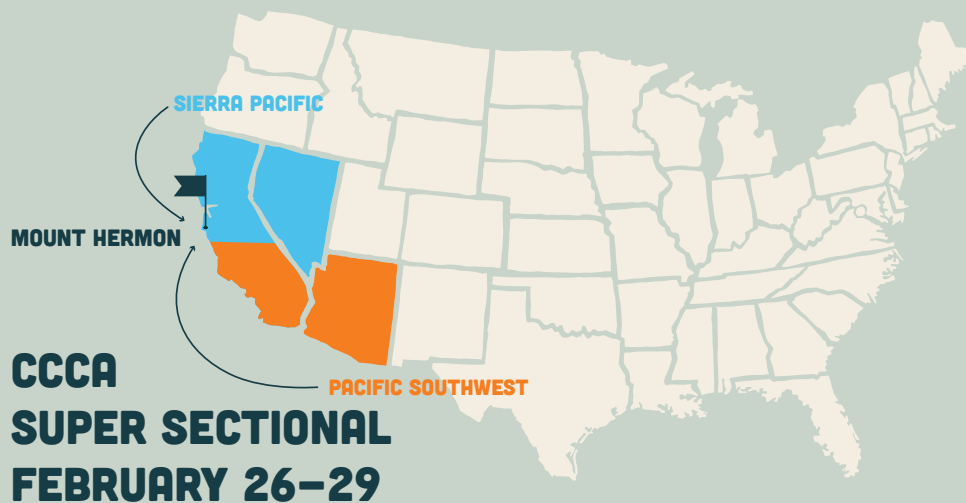 SIERRA PACIFIC
MOUNT HERMON
CCCA
PACIFIC SOUTHWEST
SUPER SECTIONAL
FEBRUARY 26–29